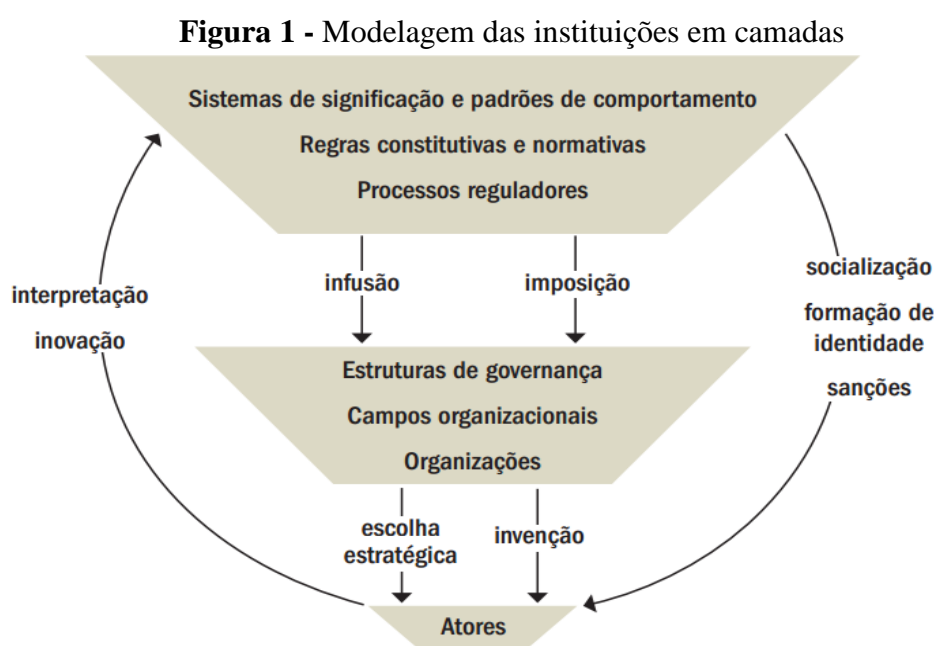 Figura 1 - Modelagem das instituições em camadas
Sistemas de significação e padrões de comportamento
Regras constitutivas e normativas
Processos reguladores
infusão
imposição
interpretação
inovação
socialização
formação de
identidade
sanções
Estruturas de governança
Campos organizacionais
Organizações
escolha
estratégica
invenção
Atores